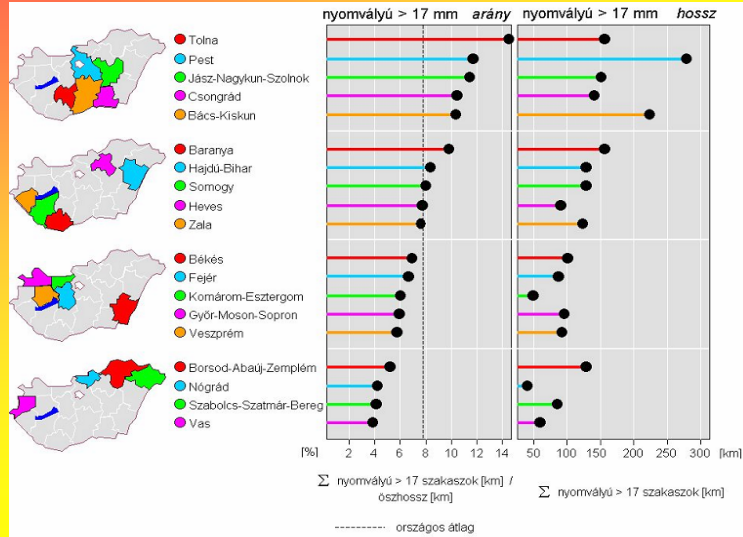 nyomvályú > 17 mm arány
nyomvályú > 17 mm hossz
Tolna
Pest
Jász-Nagykun-Szolnok
Csongrád
Bács-Kiskun
Baranya
Hajdú-Bihar
Somogy
Heves
Zala
Békés
Fejér
Komárom-Esztergom
Győr-Moson-Sopron
Veszprém
Borsod-Abaúj-Zemplém
Nógrád
Szabolcs-Szatmár-Bereg
Vas
[%] 2 4 6 8 10 12 14
50 100 150 200 250 300 [km]
Σ nyomvályú > 17 szakaszok [km] /
öszhossz [km]
Σ nyomvályú > 17 szakaszok [km]
országos átlag